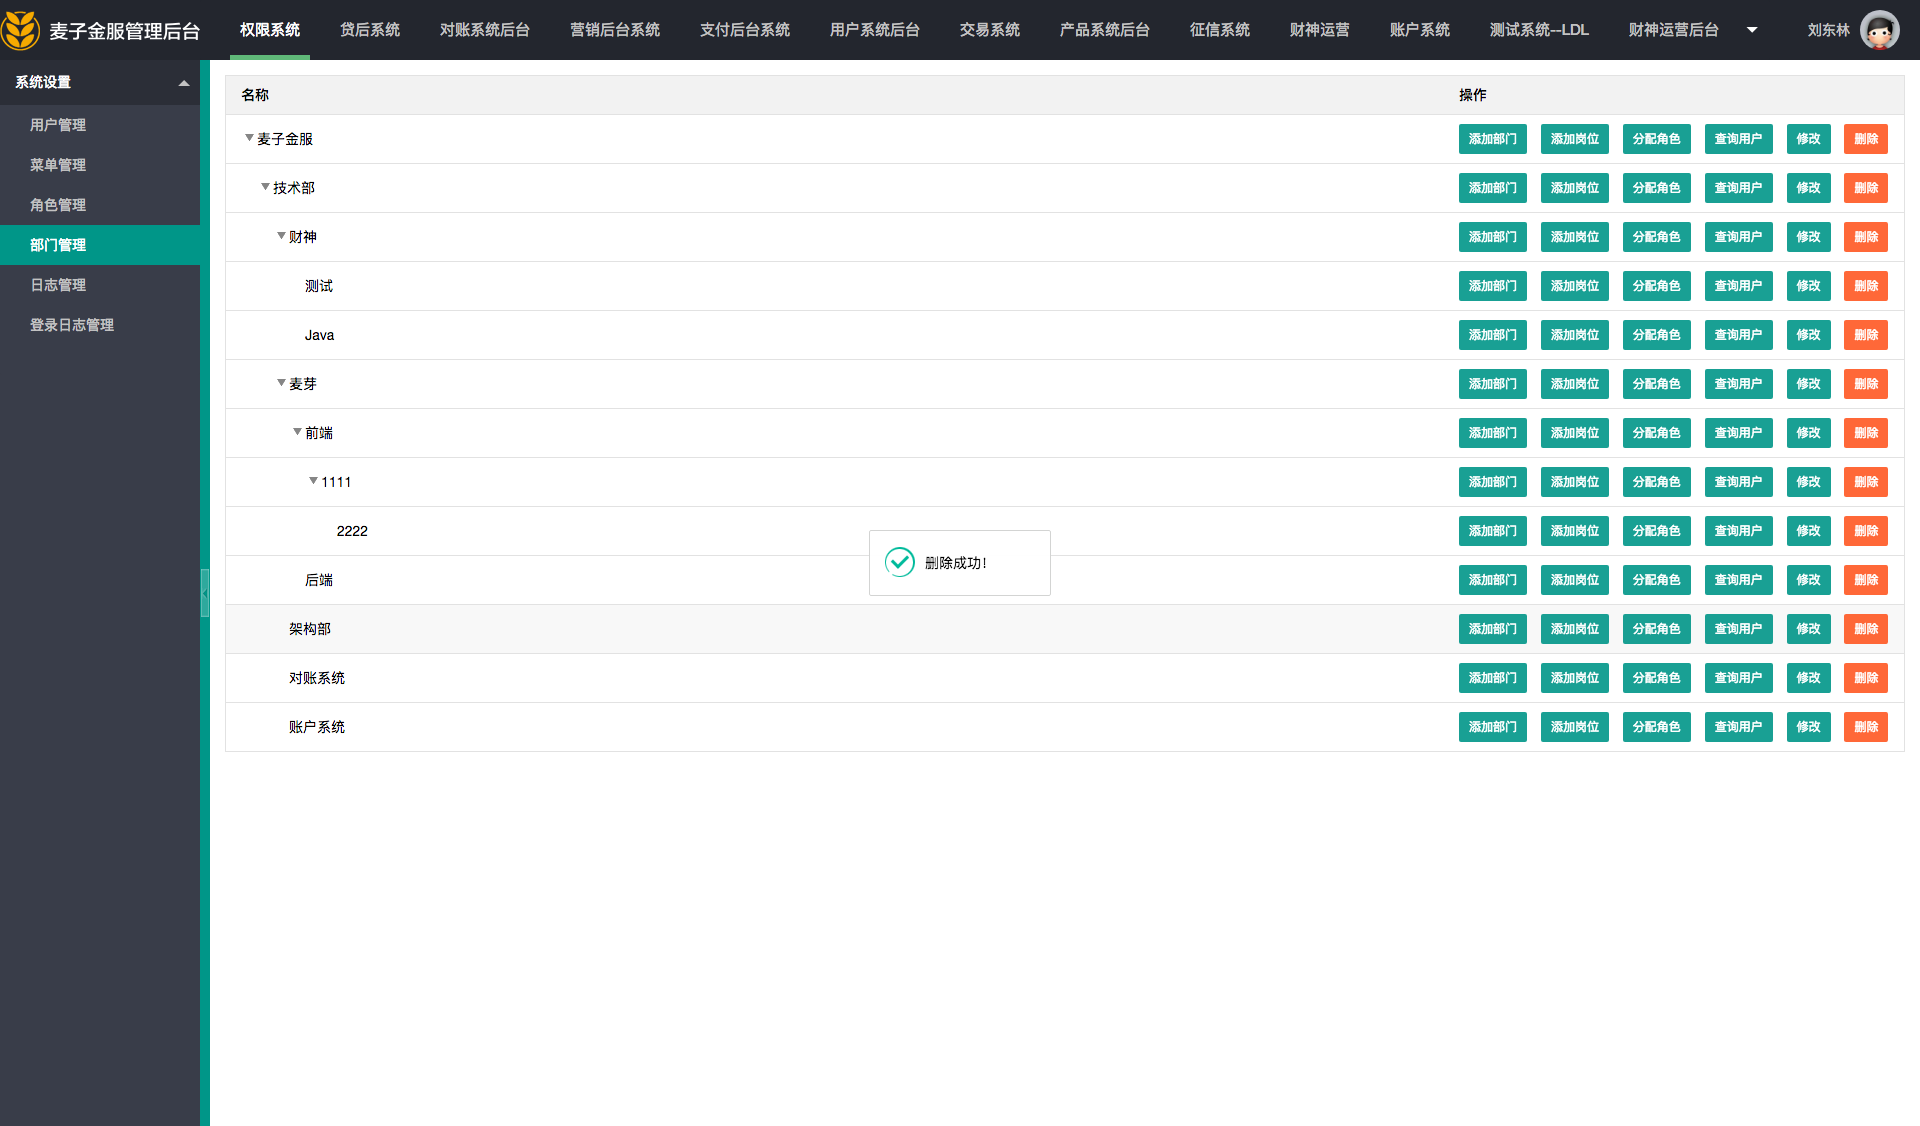 麦子金服管理后台 权限系统 贷后系统 对账系统后台 营销后台系统 支付后台系统 用户系统后台 交易系统 产品系统后台 征信系统 财神运营 账户系统 测试系统--LDL 财神运营后台 刘东林
系统设置
用户管理
菜单管理
角色管理
部门管理
日志管理
登录日志管理
名称 操作
麦子金服 添加部门 添加岗位 分配角色 查询用户 修改 删除
技术部 添加部门 添加岗位 分配角色 查询用户 修改 删除
财神 添加部门 添加岗位 分配角色 查询用户 修改 删除
测试 添加部门 添加岗位 分配角色 查询用户 修改 删除
Java 添加部门 添加岗位 分配角色 查询用户 修改 删除
麦芽 添加部门 添加岗位 分配角色 查询用户 修改 删除
前端 添加部门 添加岗位 分配角色 查询用户 修改 删除
1111 添加部门 添加岗位 分配角色 查询用户 修改 删除
2222 添加部门 添加岗位 分配角色 查询用户 修改 删除
删除成功!
后端 添加部门 添加岗位 分配角色 查询用户 修改 删除
架构部 添加部门 添加岗位 分配角色 查询用户 修改 删除
对账系统 添加部门 添加岗位 分配角色 查询用户 修改 删除
账户系统 添加部门 添加岗位 分配角色 查询用户 修改 删除